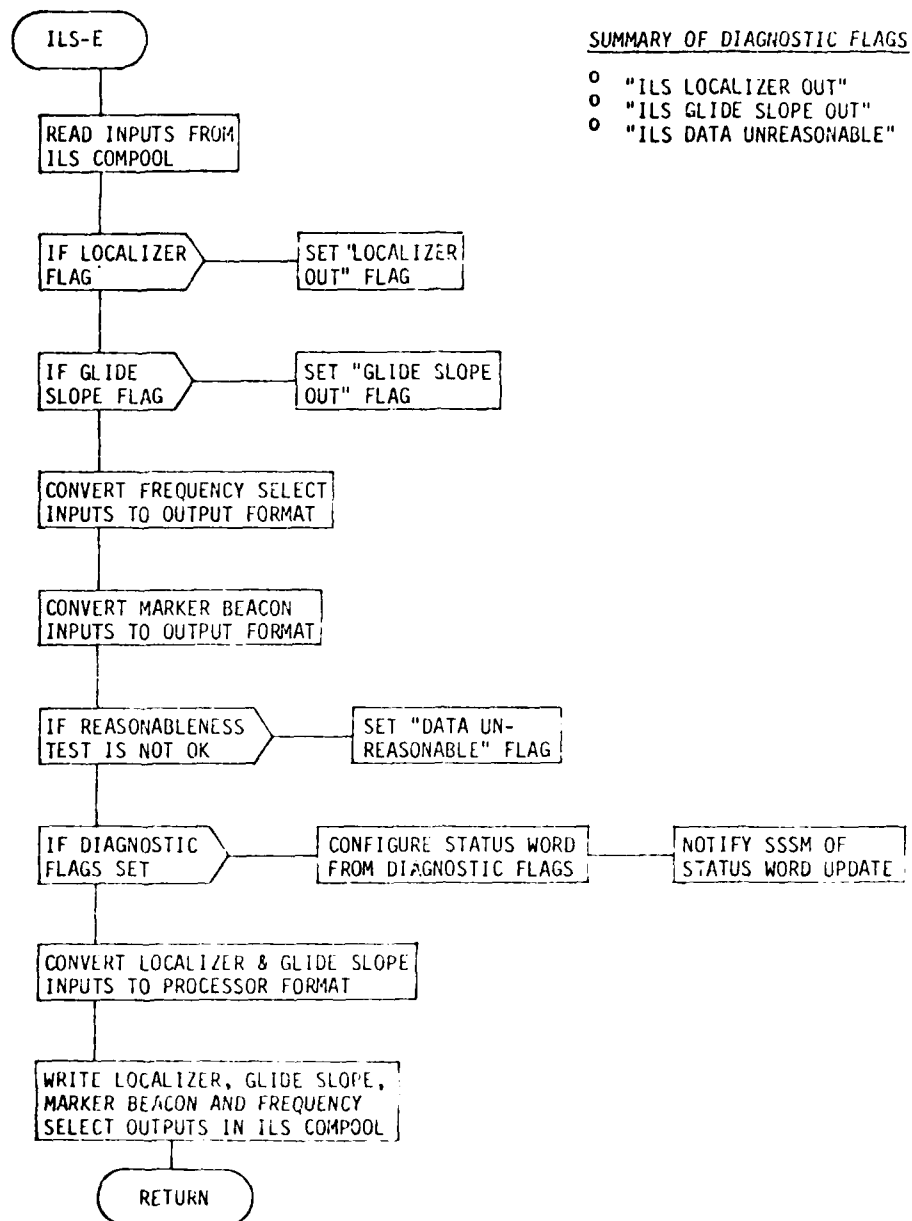 ILS-E
SUMMARY OF DIAGNOSTIC FLAGS
o "ILS LOCALIZER OUT"
o "ILS GLIDE SLOPE OUT"
o "ILS DATA UNREASONABLE"
READ INPUTS FROM
ILS COMPOOL
IF LOCALIZER
FLAG
SET "LOCALIZER
OUT" FLAG
IF GLIDE
SLOPE FLAG
SET "GLIDE SLOPE
OUT" FLAG
CONVERT FREQUENCY SELECT
INPUTS TO OUTPUT FORMAT
CONVERT MARKER BEACON
INPUTS TO OUTPUT FORMAT
IF REASONABLENESS
TEST IS NOT OK
SET "DATA UN-
REASONABLE" FLAG
IF DIAGNOSTIC
FLAGS SET
CONFIGURE STATUS WORD
FROM DIAGNOSTIC FLAGS
NOTIFY SSSM OF
STATUS WORD UPDATE
CONVERT LOCALIZER & GLIDE SLOPE
INPUTS TO PROCESSOR FORMAT
WRITE LOCALIZER, GLIDE SLOPE,
MARKER BEACON AND FREQUENCY
SELECT OUTPUTS IN ILS COMPOOL
RETURN